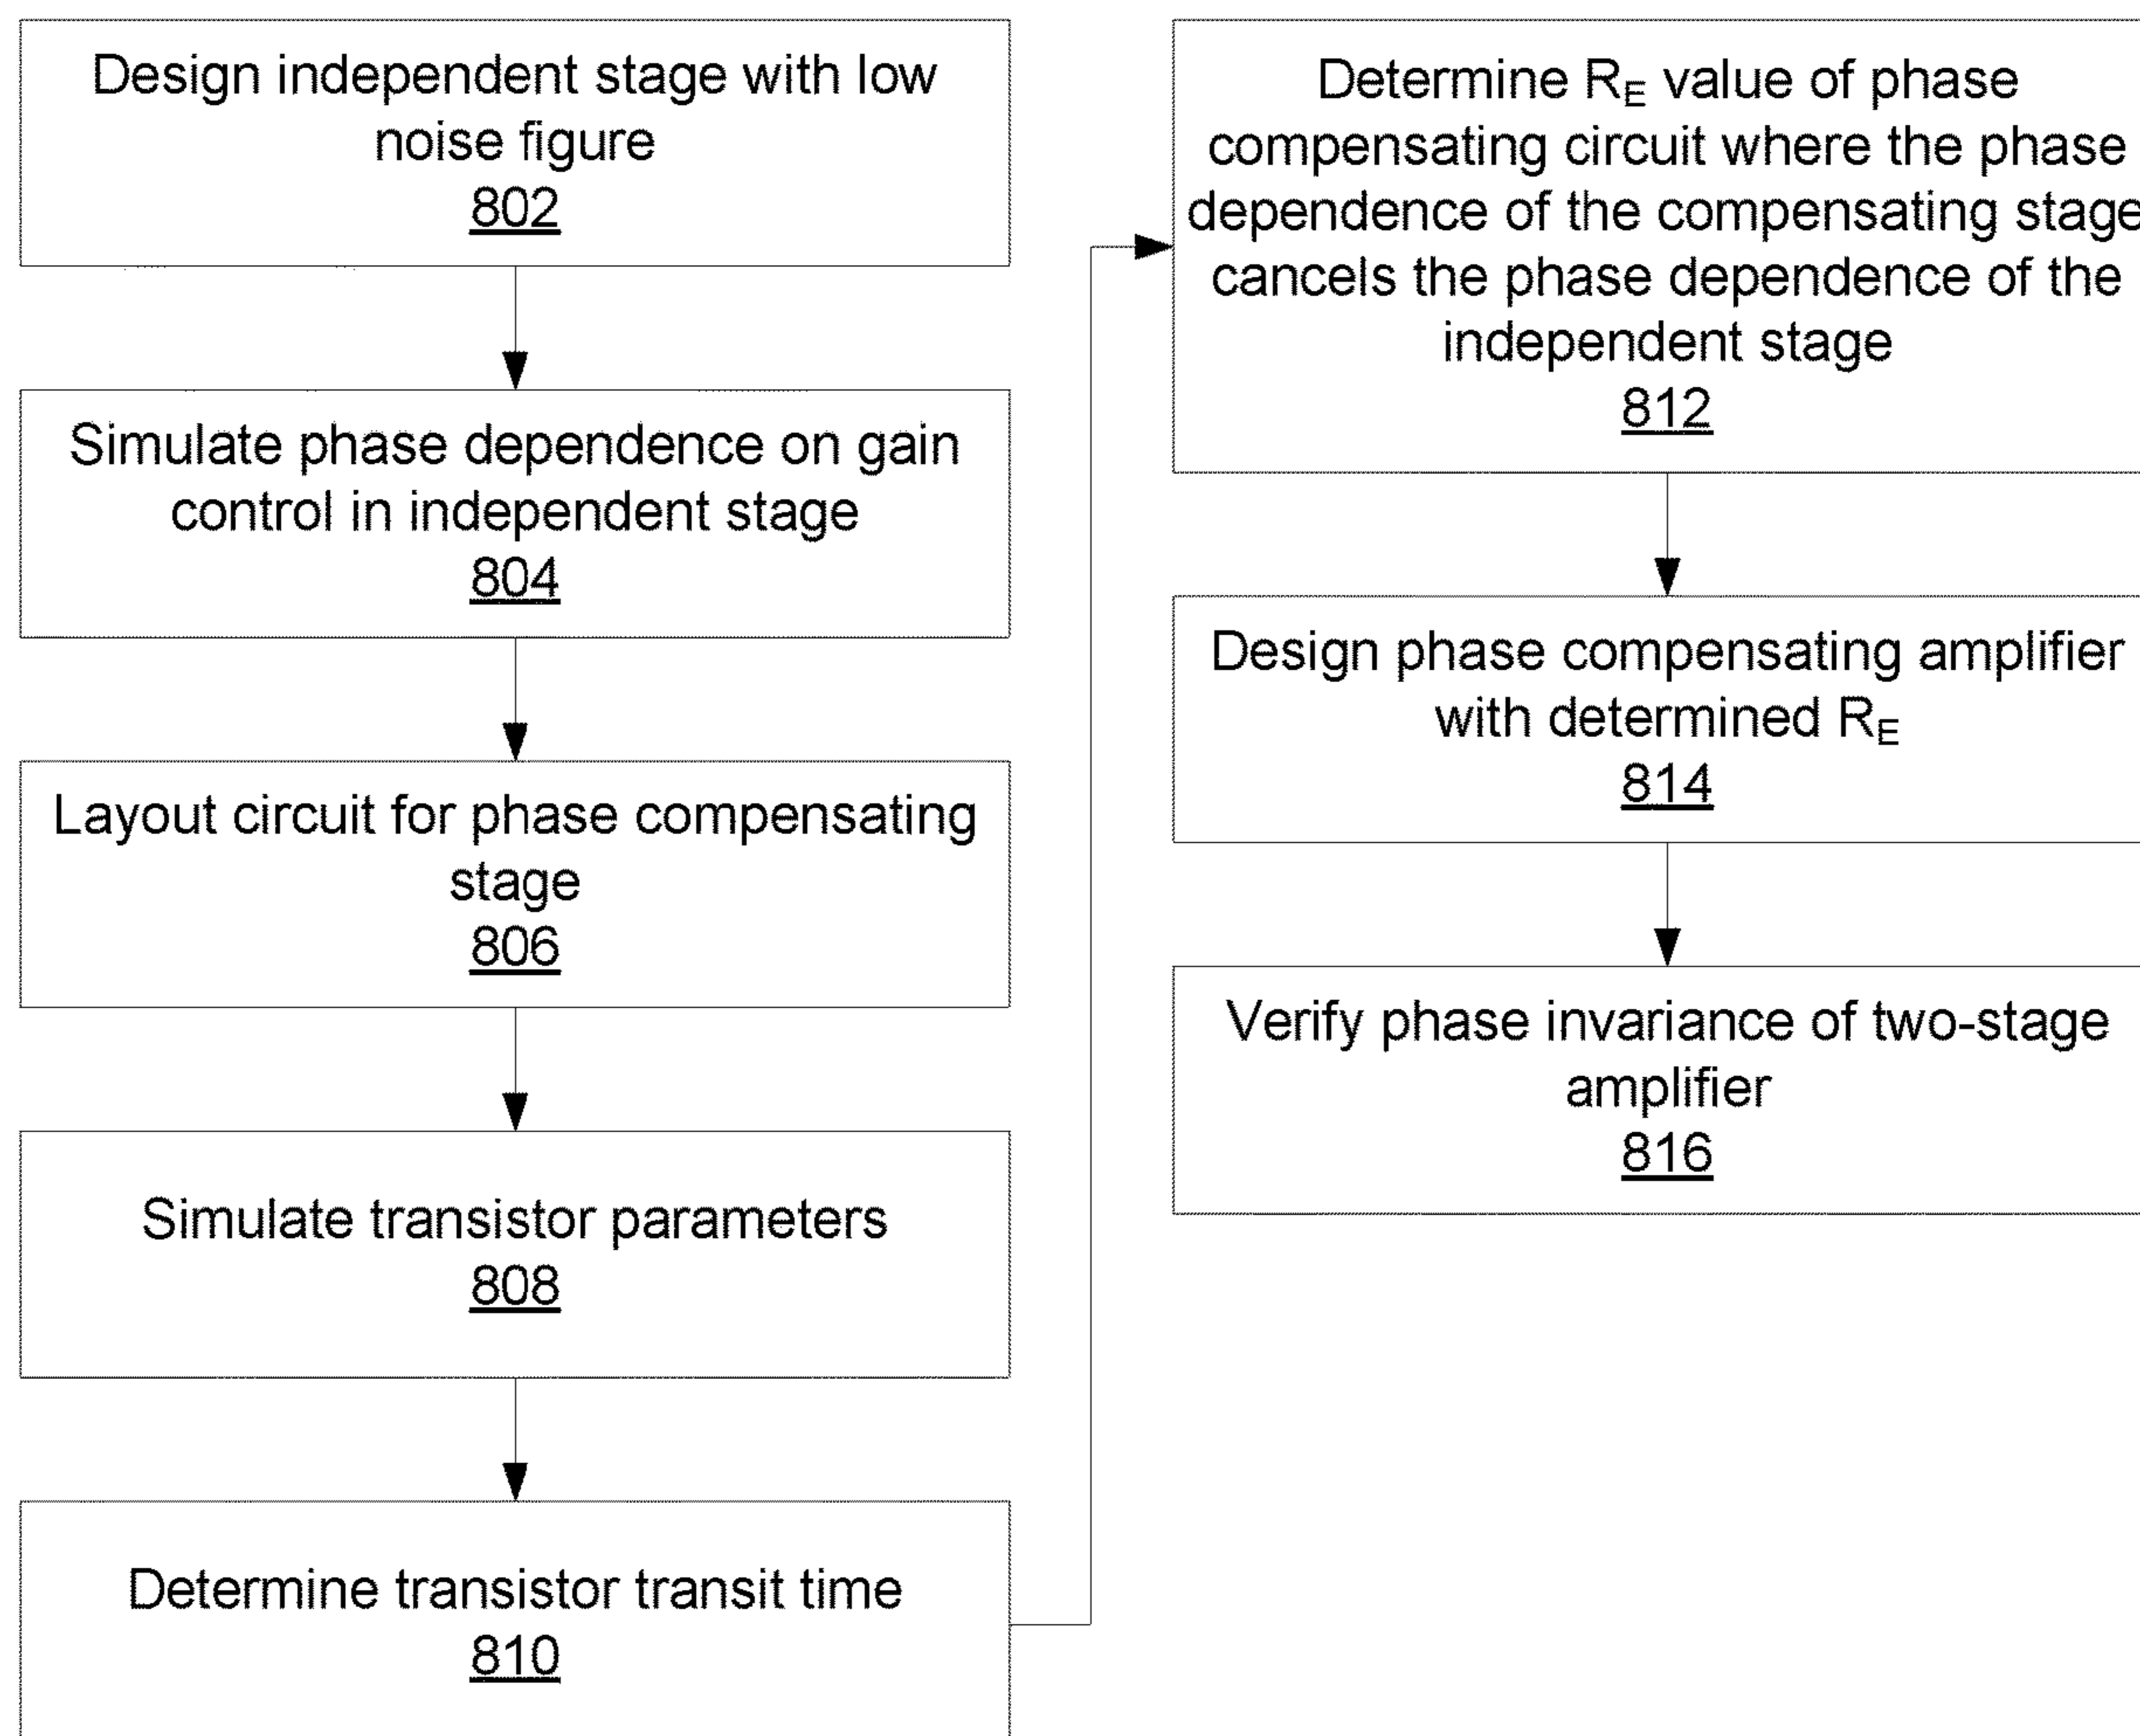 Design independent stage with low
noise figure
802
Simulate phase dependence on gain
control in independent stage
804
Layout circuit for phase compensating
stage
806
Simulate transistor parameters
808
Determine transistor transit time
810
Determine R_E value of phase
compensating circuit where the phase
dependence of the compensating stage
cancels the phase dependence of the
independent stage
812
Design phase compensating amplifier
with determined R_E
814
Verify phase invariance of two-stage
amplifier
816